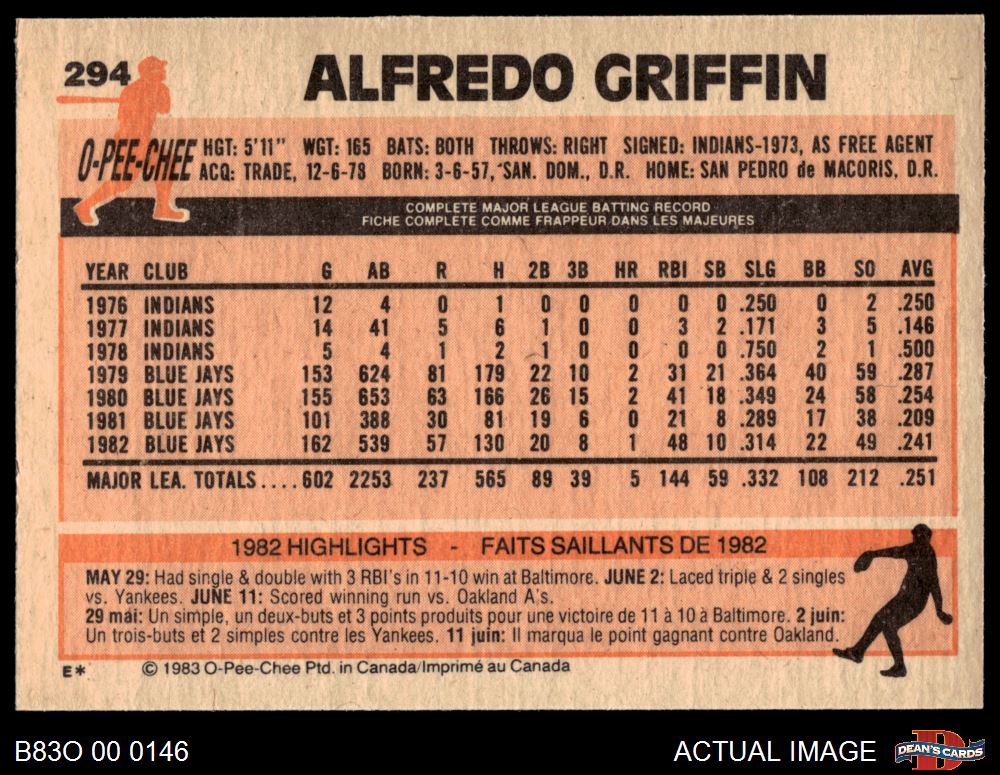 294
ALFREDO GRIFFIN
O-PEE-CHEE
HGT: 5'11" WGT: 165 BATS: BOTH THROWS: RIGHT SIGNED: INDIANS-1973, AS FREE AGENT
ACQ: TRADE, 12-6-78 BORN: 3-6-57, SAN. DOM., D.R. HOME: SAN PEDRO de MACORIS, D.R.
COMPLETE MAJOR LEAGUE BATTING RECORD
FICHE COMPLETE COMME FRAPPEUR DANS LES MAJEURES
YEAR CLUB G AB R H 2B 3B HR RBI SB SLG BB SO AVG
1976 INDIANS 12 4 0 1 0 0 0 0 0 .250 0 2 .250
1977 INDIANS 14 41 5 6 1 0 0 3 2 .171 3 5 .146
1978 INDIANS 5 4 1 2 1 0 0 0 0 .750 2 1 .500
1979 BLUE JAYS 153 624 81 179 22 10 2 31 21 .364 40 59 .287
1980 BLUE JAYS 155 653 63 166 26 15 2 41 18 .349 24 58 .254
1981 BLUE JAYS 101 388 30 81 19 6 0 21 8 .289 17 38 .209
1982 BLUE JAYS 162 539 57 130 20 8 1 48 10 .314 22 49 .241
MAJOR LEA. TOTALS....602 2253 237 565 89 39 5 144 59 .332 108 212 .251
1982 HIGHLIGHTS - FAITS SAILLANTS DE 1982
MAY 29: Had single & double with 3 RBI's in 11-10 win at Baltimore. JUNE 2: Laced triple & 2 singles
vs. Yankees. JUNE 11: Scored winning run vs. Oakland A's.
29 mai: Un simple, un deux-buts et 3 points produits pour une victoire de 11 à 10 à Baltimore. 2 juin:
Un trois-buts et 2 simples contre les Yankees. 11 juin: Il marqua le point gagnant contre Oakland.
E* © 1983 O-Pee-Chee Ptd. in Canada/Imprimé au Canada
B83O 00 0146
ACTUAL IMAGE
DEAN'S CARDS